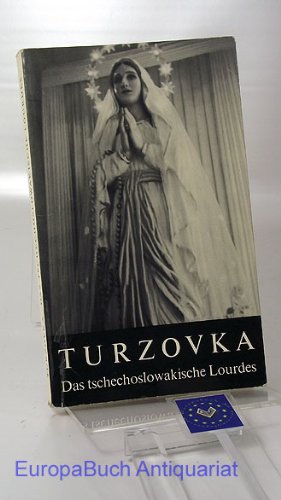 TURZOVKA
Das tschechoslowakische Lourdes
EuropaBuch Antiquariat